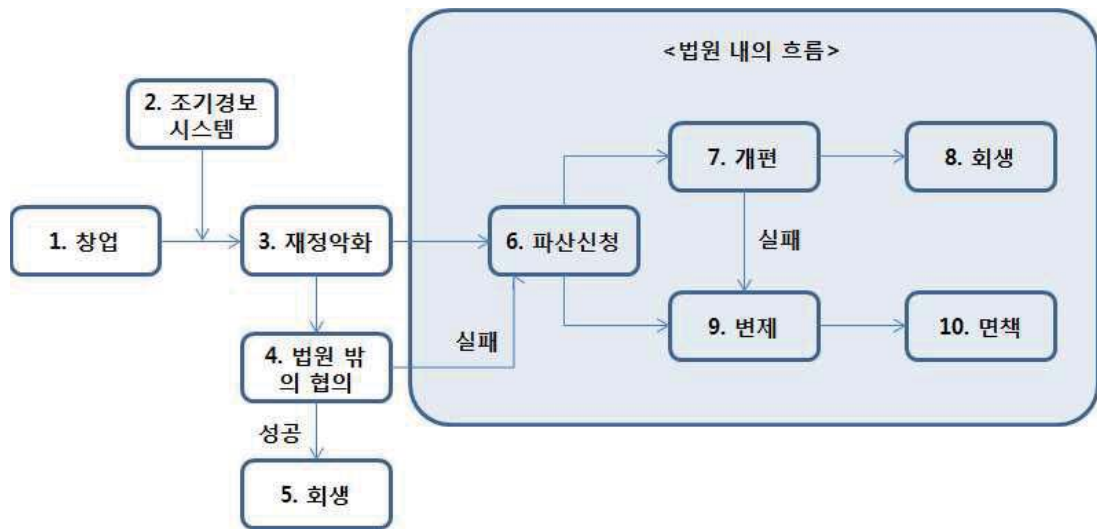 <법원 내의 흐름>
2. 조기경보
시스템
7. 개편
8. 회생
1. 창업
3. 재정악화
6. 파산신청
실패
4. 법원 밖
의 협의
실패
9. 변제
10. 면책
성공
5. 회생